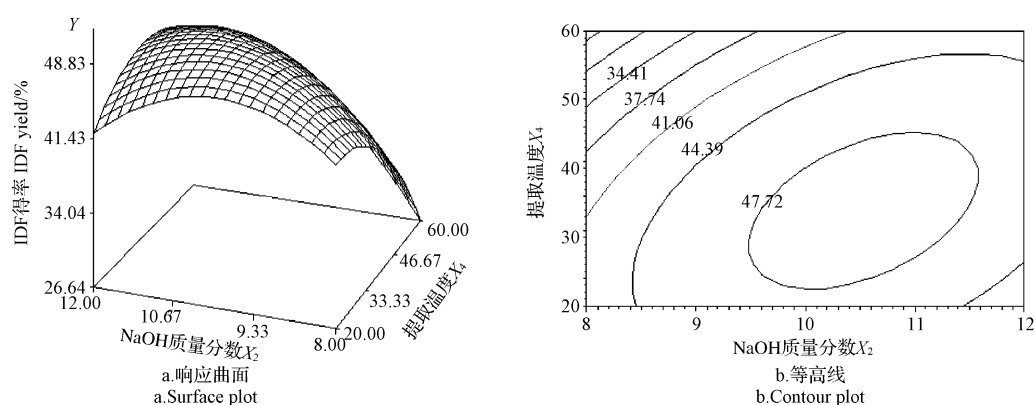 Y
48.83
41.43
34.04
26.64
IDF得率 IDF yield/%
12.00
10.67
9.33
8.00
NaOH质量分数X2
20.00
33.33
46.67
60.00
提取温度X4
a.响应曲面
a.Surface plot
60
50
40
30
20
提取温度X4
34.41
37.74
41.06
44.39
47.72
8
9
10
11
12
NaOH质量分数X2
b.等高线
b.Contour plot